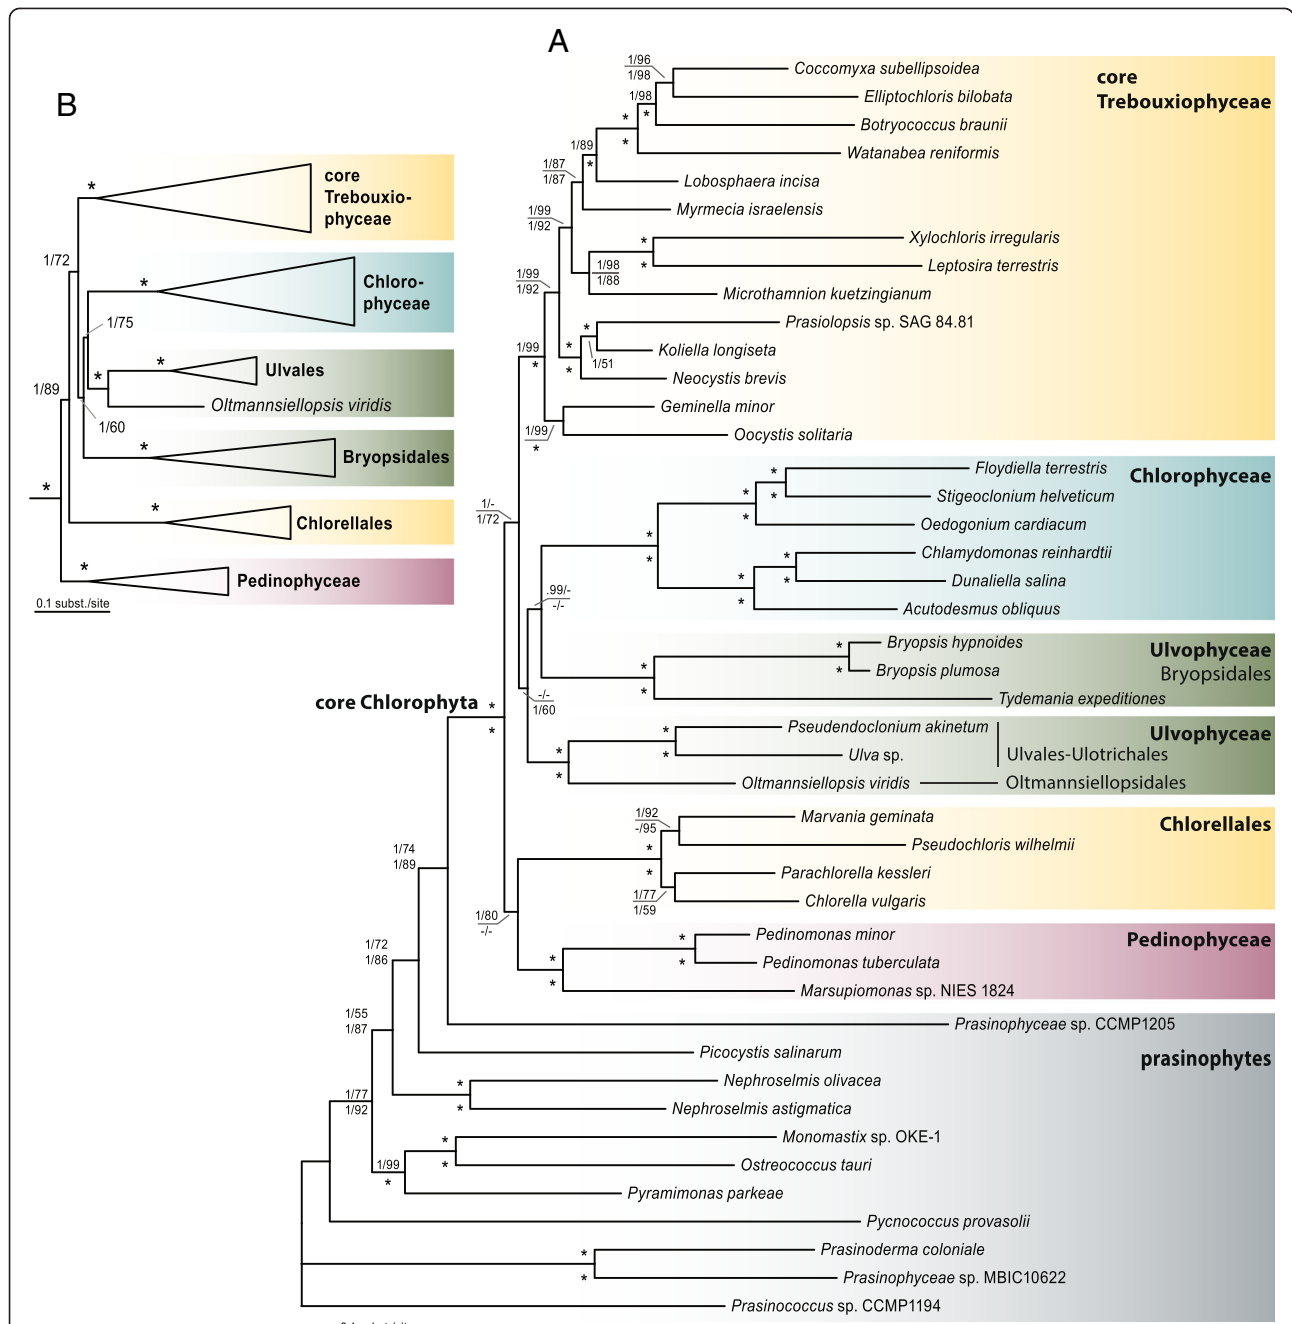 A
B
core
Trebouxio-
phyceae
*
1/72
Chloro-
phyceae
*
1/75
Ulvales
*
*
Oltmannsiellopsis viridis
1/89
1/60
Bryopsidales
*
*
Chlorellales
*
Pedinophyceae
*
0.1 subst./site
core
Trebouxiophyceae
1/96
1/98
Coccomyxa subellipsoidea
Elliptochloris bilobata
1/98
*
Botryococcus braunii
*
*
Watanabea reniformis
1/89
*
Lobosphaera incisa
1/87
1/87
Myrmecia israelensis
1/99
1/92
Xylochloris irregularis
*
*
Leptosira terrestris
1/98
1/88
Microthamnion kuetzingianum
1/99
1/92
Prasiolopsis sp. SAG 84.81
*
1/51
Koliella longiseta
*
*
Neocystis brevis
1/99
*
Geminella minor
1/99
*
Oocystis solitaria
Chlorophyceae
Floydiella terrestris
*
*
Stigeoclonium helveticum
*
*
Oedogonium cardiacum
1/-
1/72
*
*
Chlamydomonas reinhardtii
*
*
Dunaliella salina
*
*
Acutodesmus obliquus
.99/-
-/-
Ulvophyceae
Bryopsidales
Bryopsis hypnoides
*
*
Bryopsis plumosa
*
*
Tydemania expeditiones
-/-
1/60
core Chlorophyta
*
*
Ulvophyceae
Pseudendoclonium akinetum
*
*
Ulva sp.
Ulvales-Ulotrichales
*
*
Oltmannsiellopsis viridis
Oltmannsiellopsidales
Chlorellales
1/92
-/95
Marvania geminata
Pseudochloris wilhelmii
*
*
Parachlorella kessleri
1/77
1/59
Chlorella vulgaris
1/74
1/89
1/80
-/-
Pedinophyceae
Pedinomonas minor
*
*
Pedinomonas tuberculata
*
*
Marsupiomonas sp. NIES 1824
1/72
1/86
Prasinophyceae sp. CCMP1205
prasinophytes
Picocystis salinarum
1/55
1/87
Nephroselmis olivacea
*
*
Nephroselmis astigmatica
1/77
1/92
Monomastix sp. OKE-1
*
*
Ostreococcus tauri
1/99
*
Pyramimonas parkeae
Pycnococcus provasolii
Prasinoderma coloniale
*
*
Prasinophyceae sp. MBIC10622
Prasinococcus sp. CCMP1194